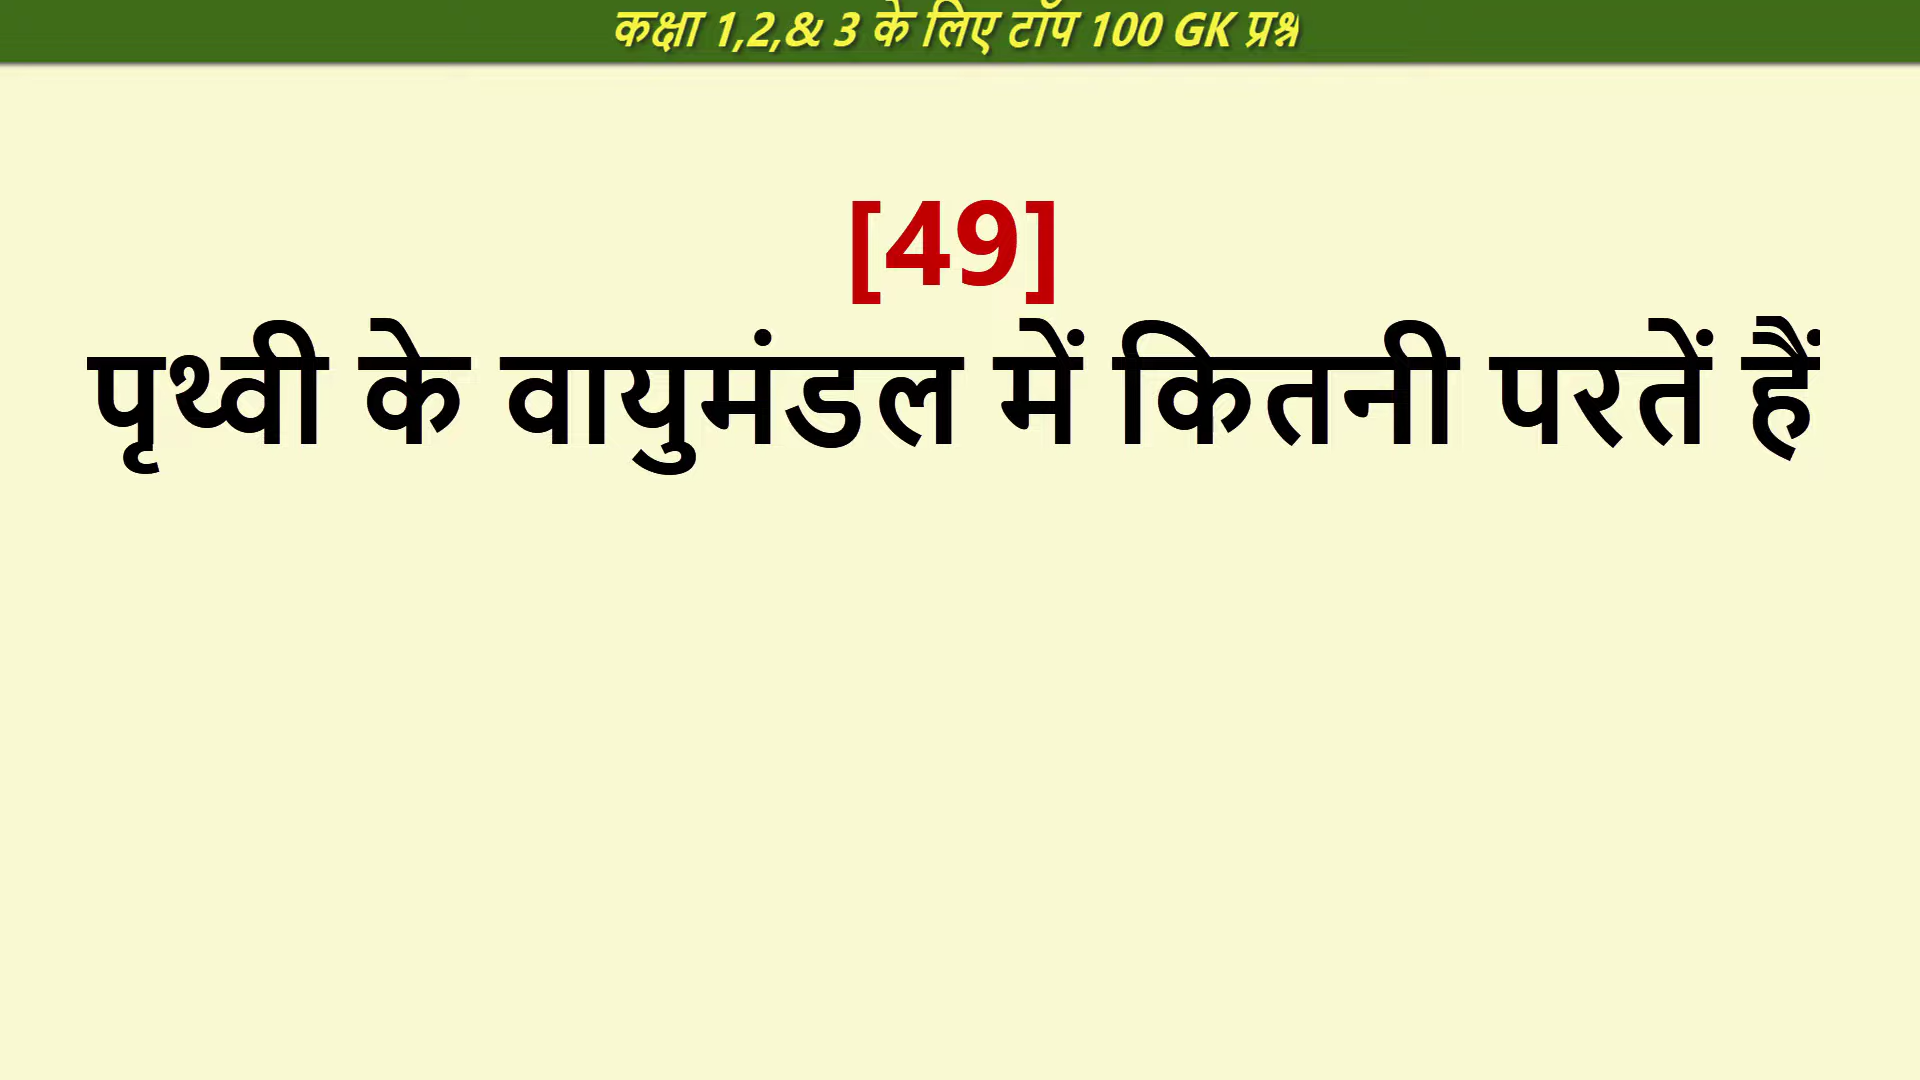 कक्षा 1,2,& 3 के लिए टॉप 100 GK प्रश्न
[49]
पृथ्वी के वायुमंडल में कितनी परतें हैं